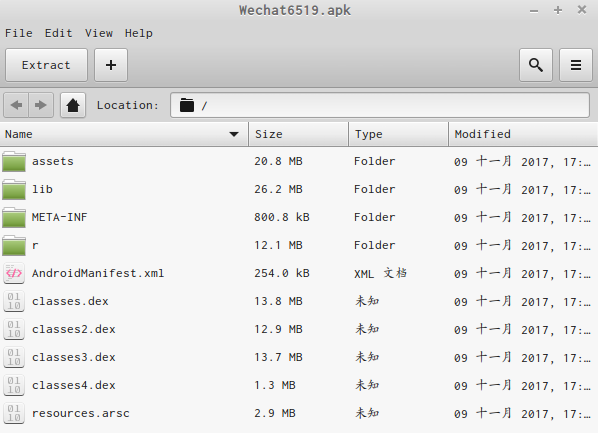 Wechat6519.apk
File Edit View Help
Extract
Location: /
Name Size Type Modified
assets 20.8 MB Folder 09 十一月 2017, 17:…
lib 26.2 MB Folder 09 十一月 2017, 17:…
META-INF 800.8 kB Folder 09 十一月 2017, 17:…
r 12.1 MB Folder 09 十一月 2017, 17:…
AndroidManifest.xml 254.0 kB XML 文档 09 十一月 2017, 17:…
classes.dex 13.8 MB 未知 09 十一月 2017, 17:…
classes2.dex 12.9 MB 未知 09 十一月 2017, 17:…
classes3.dex 13.7 MB 未知 09 十一月 2017, 17:…
classes4.dex 1.3 MB 未知 09 十一月 2017, 17:…
resources.arsc 2.9 MB 未知 09 十一月 2017, 17:…